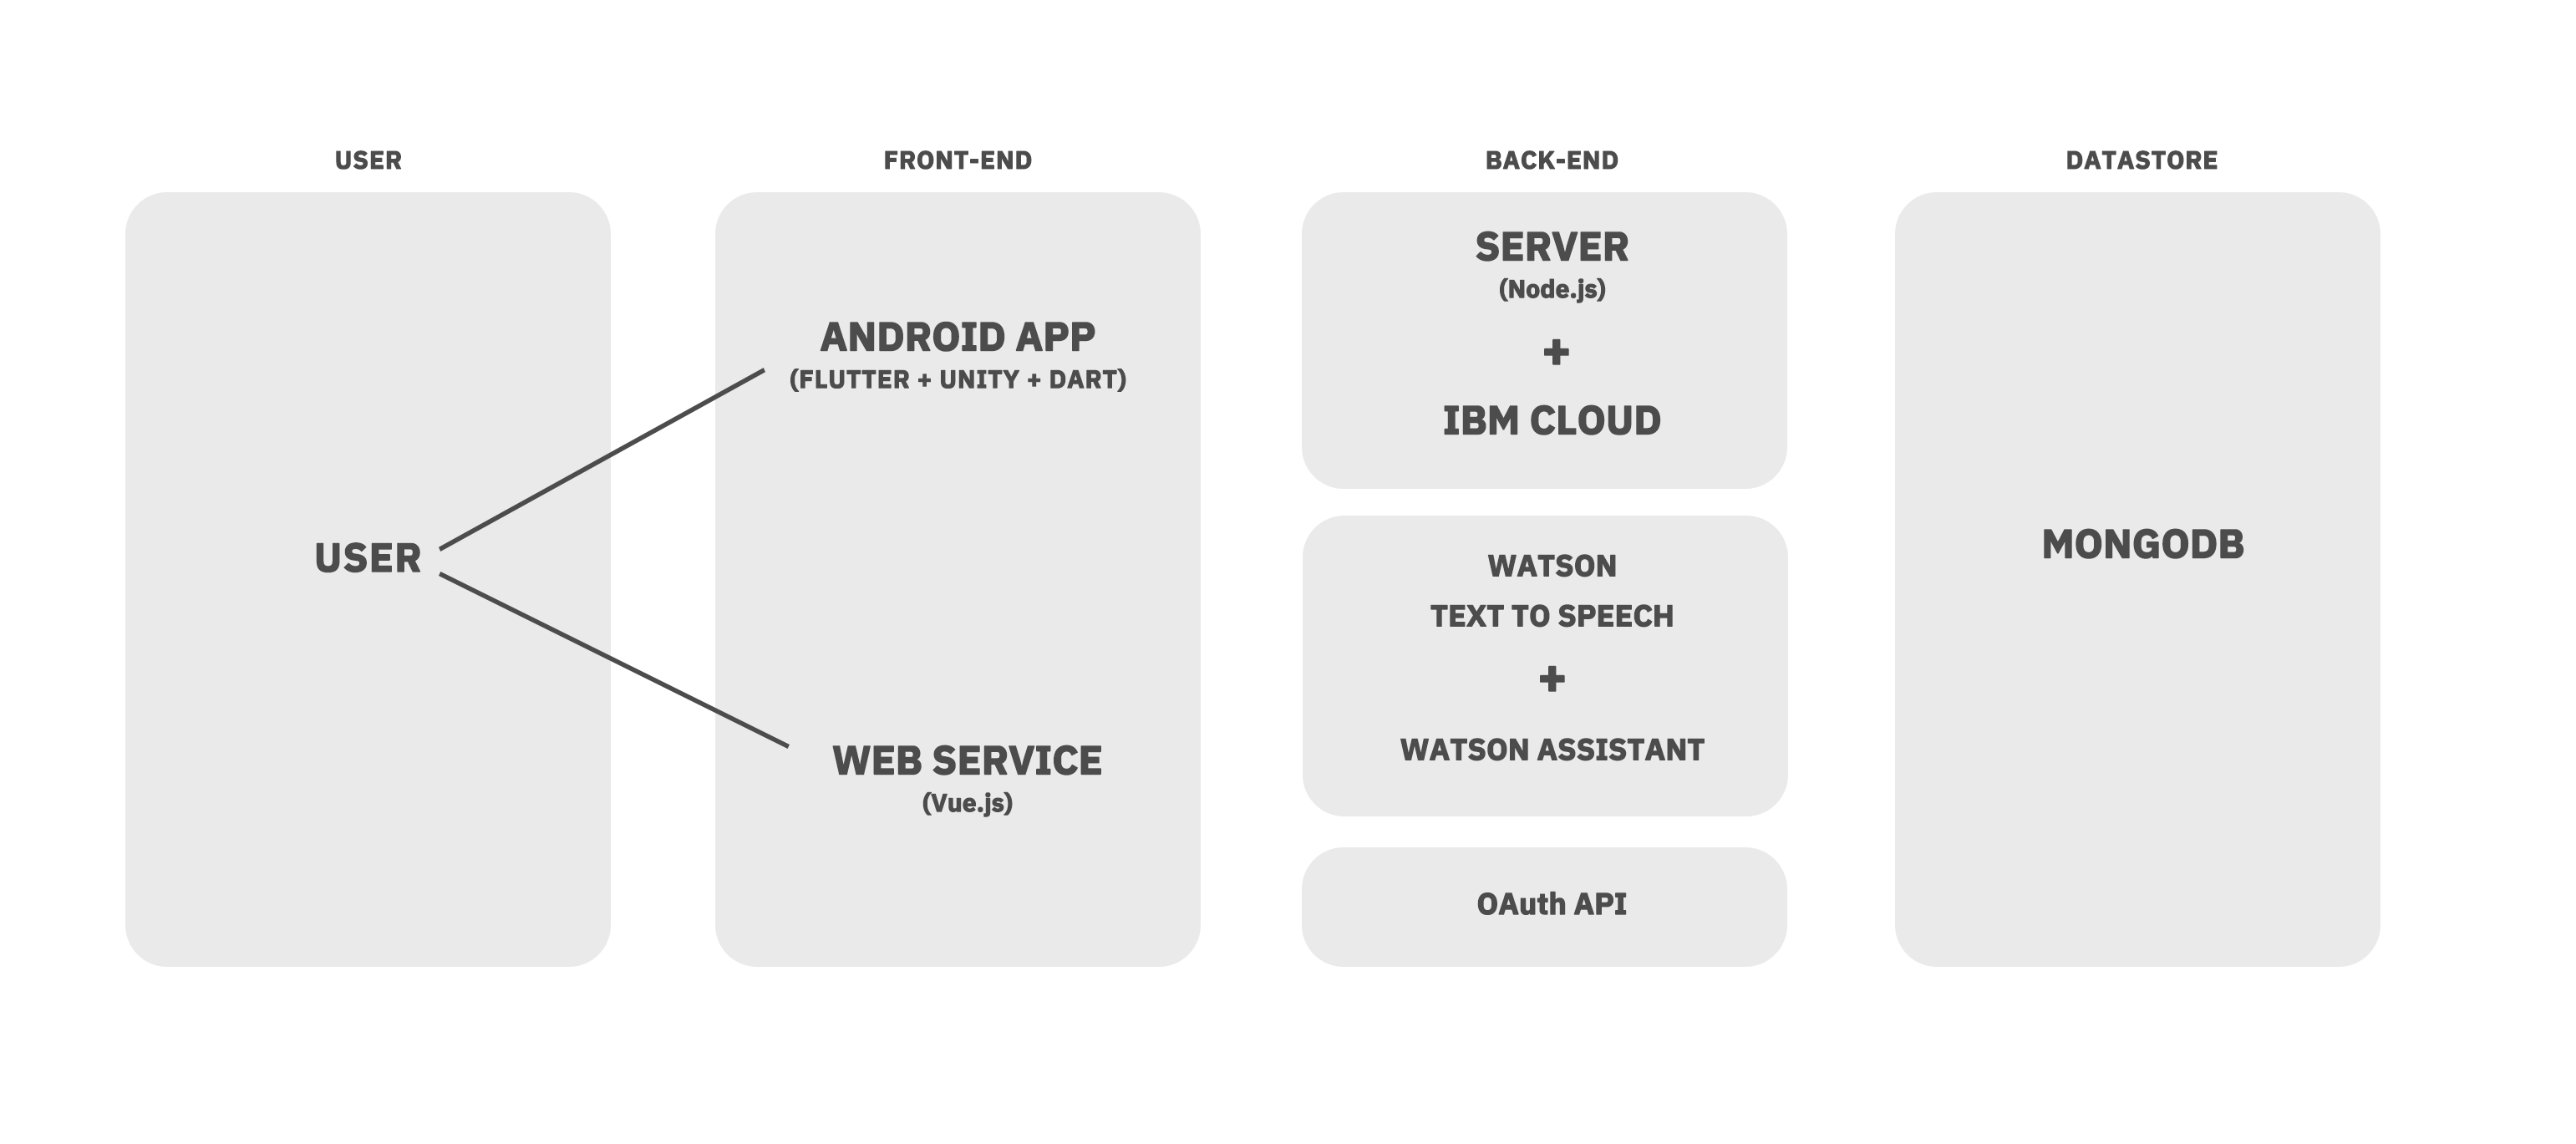 USER
USER
FRONT-END
ANDROID APP
(FLUTTER + UNITY + DART)
WEB SERVICE
(Vue.js)
BACK-END
SERVER
(Node.js)
+
IBM CLOUD
WATSON
TEXT TO SPEECH
+
WATSON ASSISTANT
OAuth API
DATASTORE
MONGODB